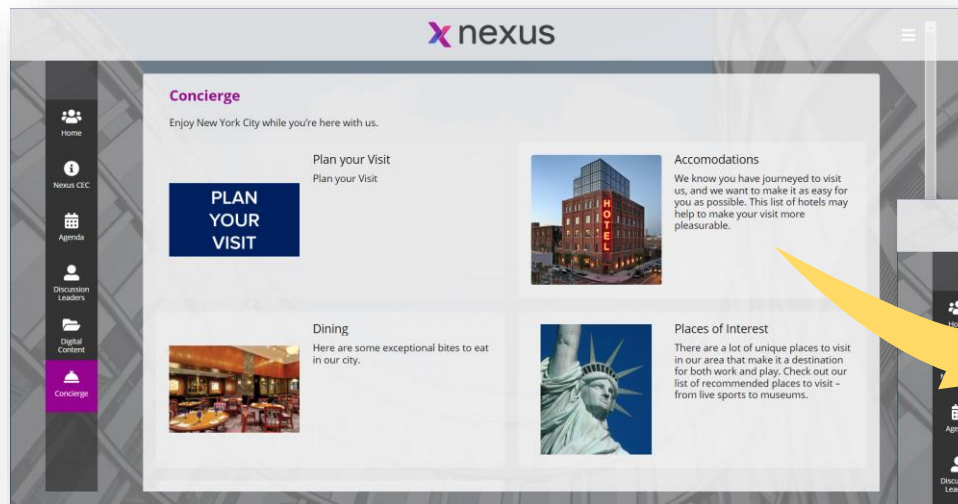 nexus
Home
Nexus CEC
Agenda
Discussion
Leaders
Digital
Content
Concierge
Concierge
Enjoy New York City while you're here with us.
PLAN
YOUR
VISIT
Plan your Visit
Plan your Visit
HOTEL
Accomodations
We know you have journeyed to visit
us, and we want to make it as easy for
you as possible. This list of hotels may
help to make your visit more
pleasurable.
Dining
Here are some exceptional bites to eat
in our city.
Places of Interest
There are a lot of unique places to visit
in our area that make it a destination
for both work and play. Check out our
list of recommended places to visit –
from live sports to museums.